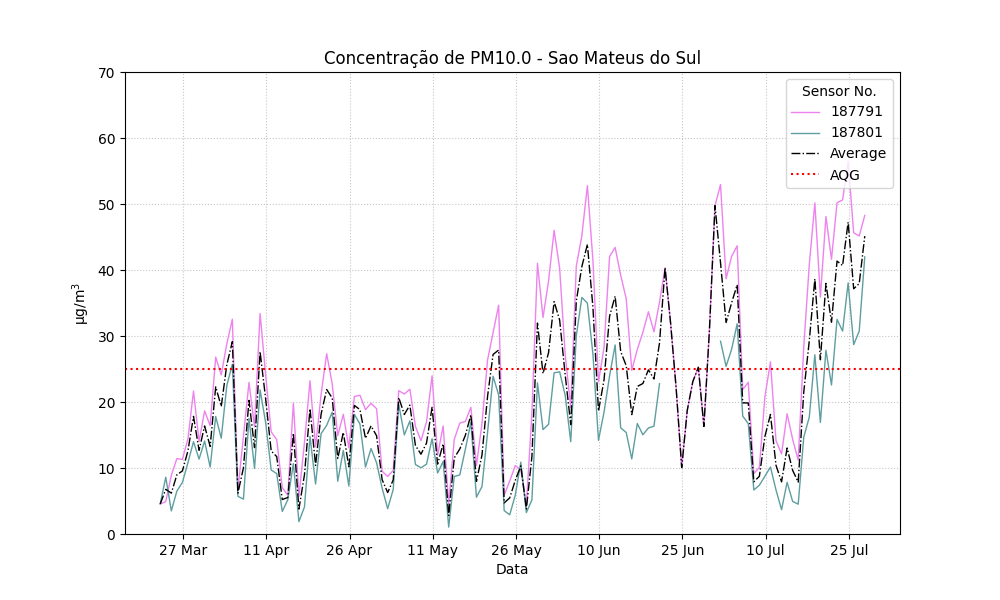 Concentração de PM10.0 - Sao Mateus do Sul
Sensor No.
187791
187801
Average
AQG
70
60
50
40
30
20
10
0
µg/m³
27 Mar
11 Apr
26 Apr
11 May
26 May
10 Jun
25 Jun
10 Jul
25 Jul
Data